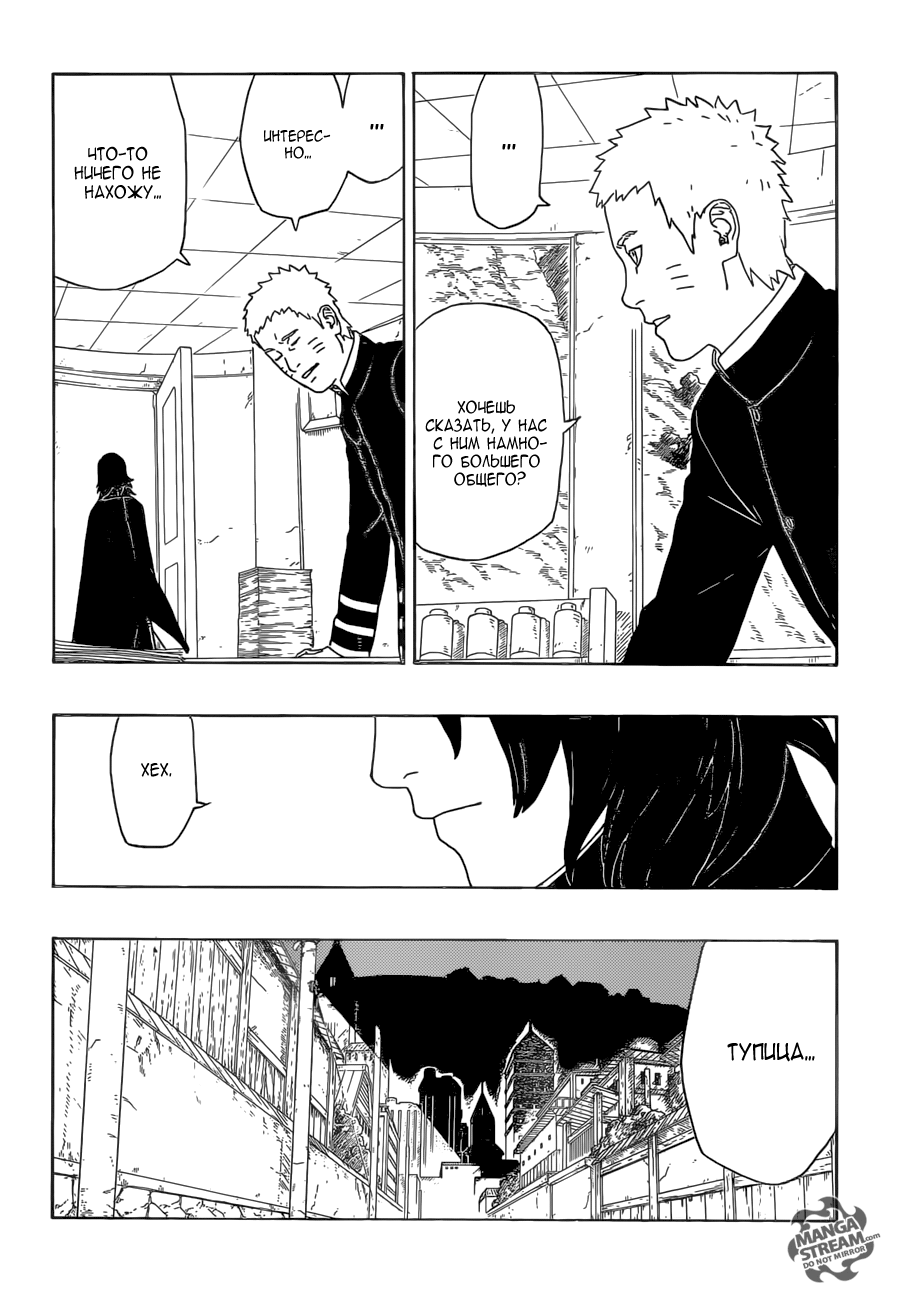 '''
ХОЧЕШЬ
СКАЗАТЬ, У НАС
С НИМ НАМНО-
ГО БОЛЬШЕГО
ОБЩЕГО?
'''
ИНТЕРЕС-
НО...
ЧТО-ТО
НИЧЕГО НЕ
НАХОЖУ...
ХЕХ.
ТУПИЦА...
MANGA
STREAM.com
DO NOT MIRROR